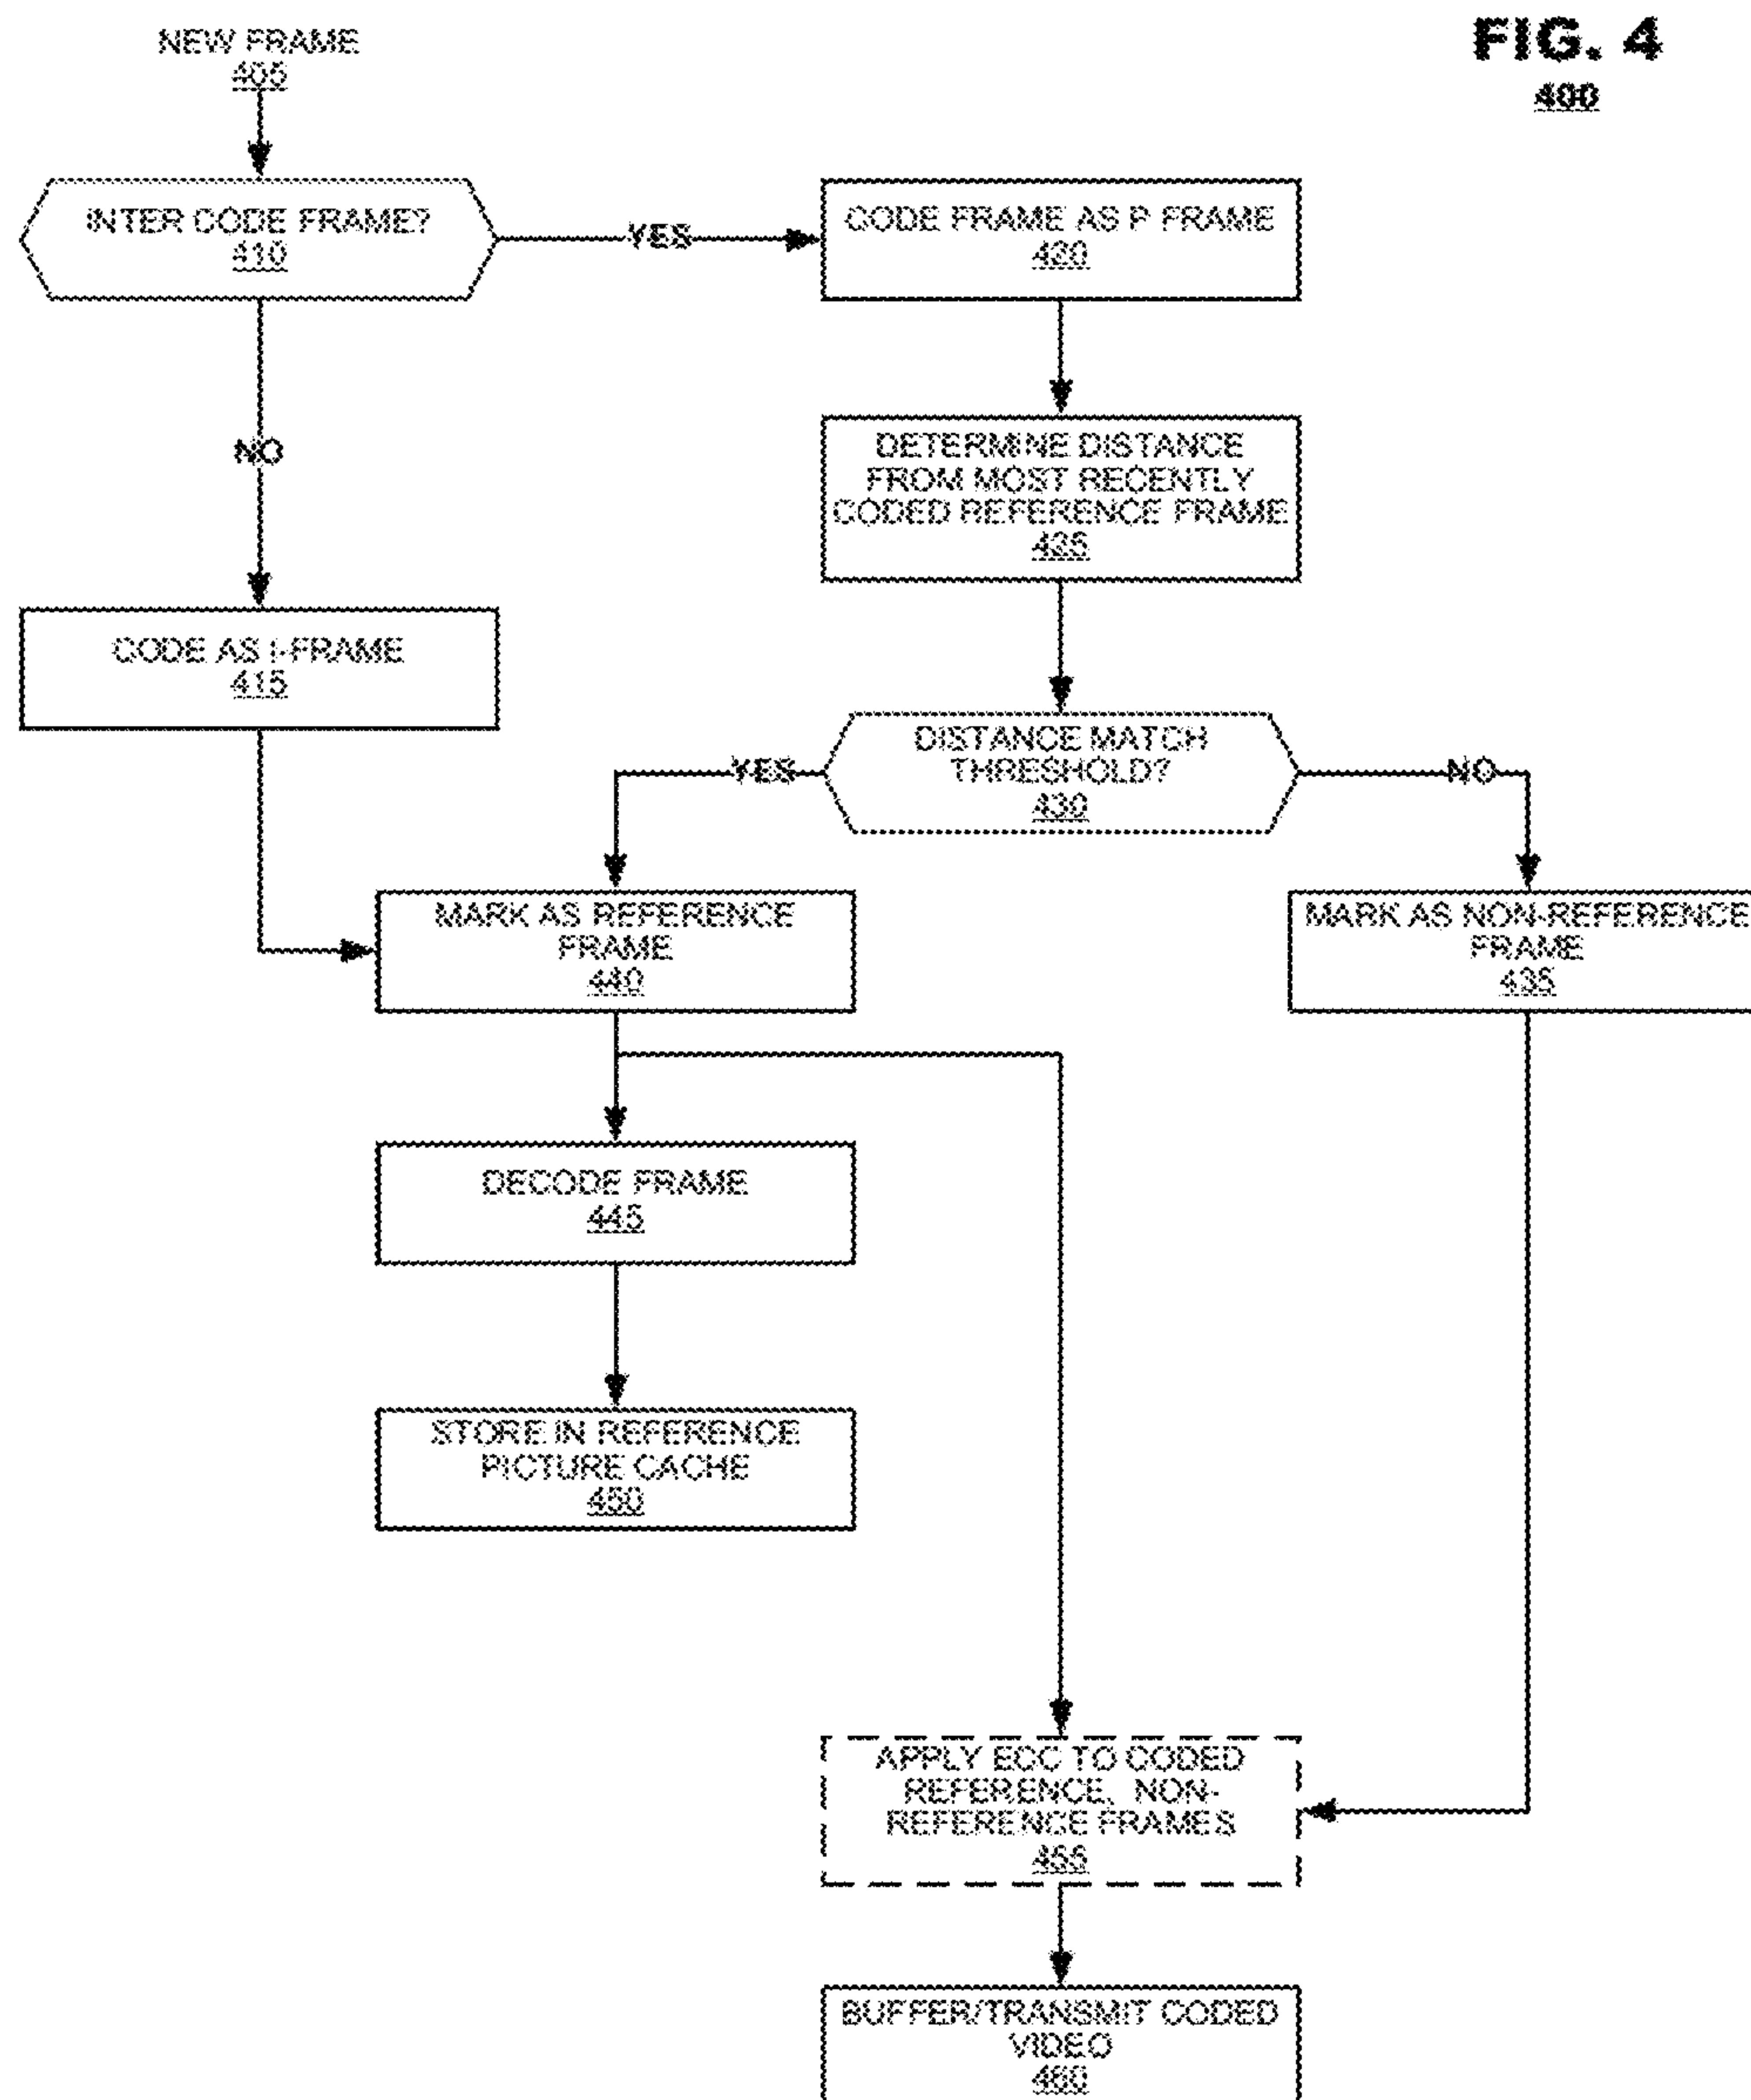 FIG. 4
400
NEW FRAME
405
INTER CODE FRAME?
410
YES
CODE FRAME AS P FRAME
420
NO
DETERMINE DISTANCE
FROM MOST RECENTLY
CODED REFERENCE FRAME
425
CODE AS I-FRAME
415
DISTANCE MATCH
THRESHOLD?
430
YES
NO
MARK AS REFERENCE
FRAME
440
MARK AS NON-REFERENCE
FRAME
435
DECODE FRAME
445
STORE IN REFERENCE
PICTURE CACHE
450
APPLY ECC TO CODED
REFERENCE, NON-
REFERENCE FRAMES
455
BUFFER/TRANSMIT CODED
VIDEO
460